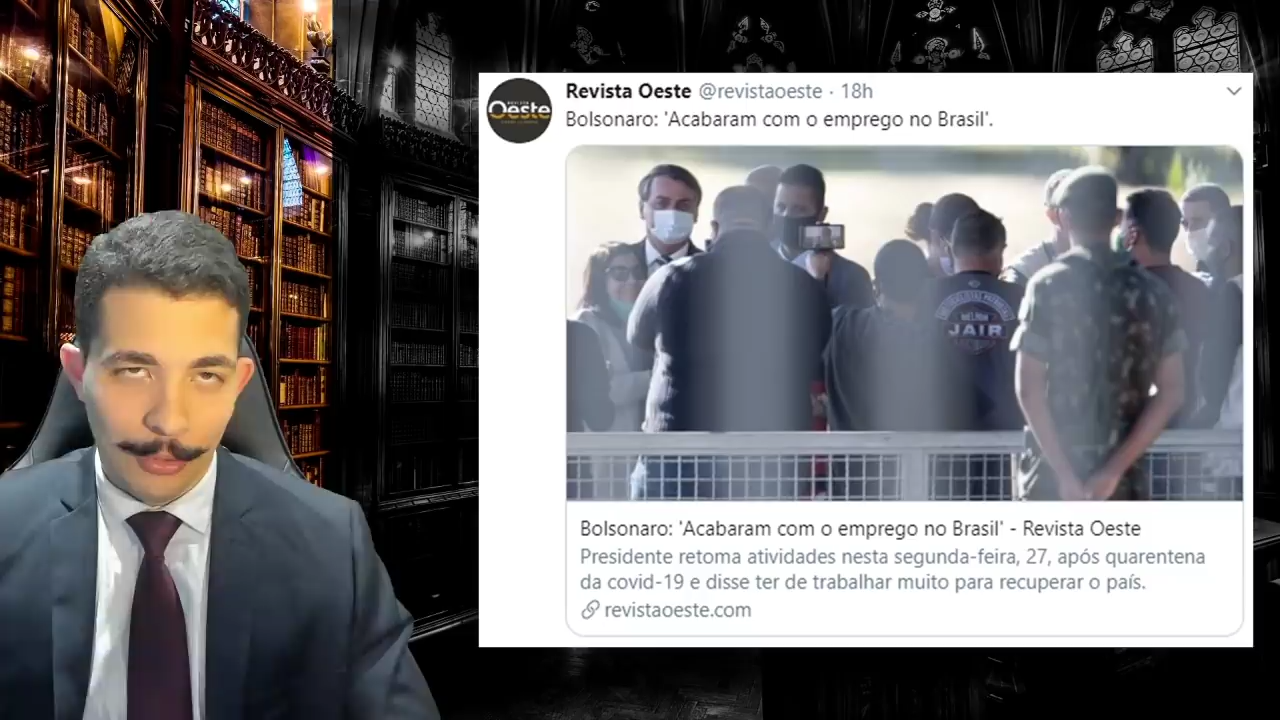 Revista Oeste @revistaoeste · 18h
Bolsonaro: 'Acabaram com o emprego no Brasil'.
Oeste
JAIR
Bolsonaro: 'Acabaram com o emprego no Brasil' - Revista Oeste
Presidente retoma atividades nesta segunda-feira, 27, após quarentena
da covid-19 e disse ter de trabalhar muito para recuperar o país.
revistaoeste.com